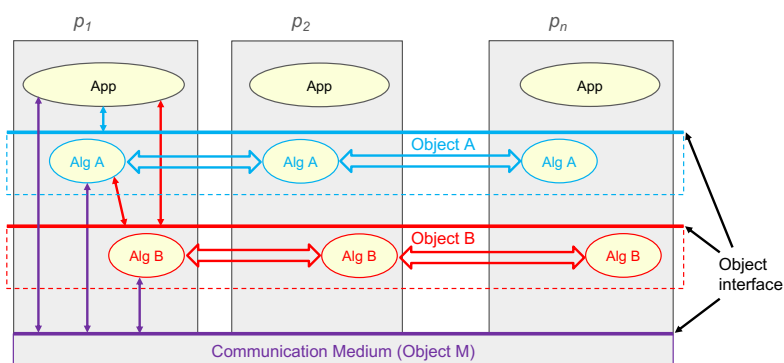 p1
p2
pn
App
App
App
Object A
Alg A
Alg A
Alg A
Object B
Alg B
Alg B
Alg B
Object
interface
Communication Medium (Object M)